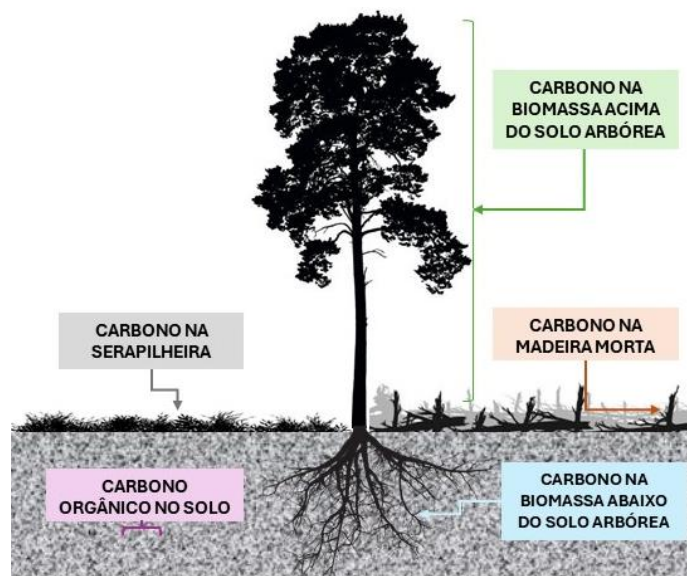 CARBONO NA
BIOMASSA ACIMA
DO SOLO ARBÓREA
CARBONO NA
SERAPILHEIRA
CARBONO NA
MADEIRA MORTA
CARBONO
ORGÂNICO NO SOLO
CARBONO NA
BIOMASSA ABAIXO
DO SOLO ARBÓREA